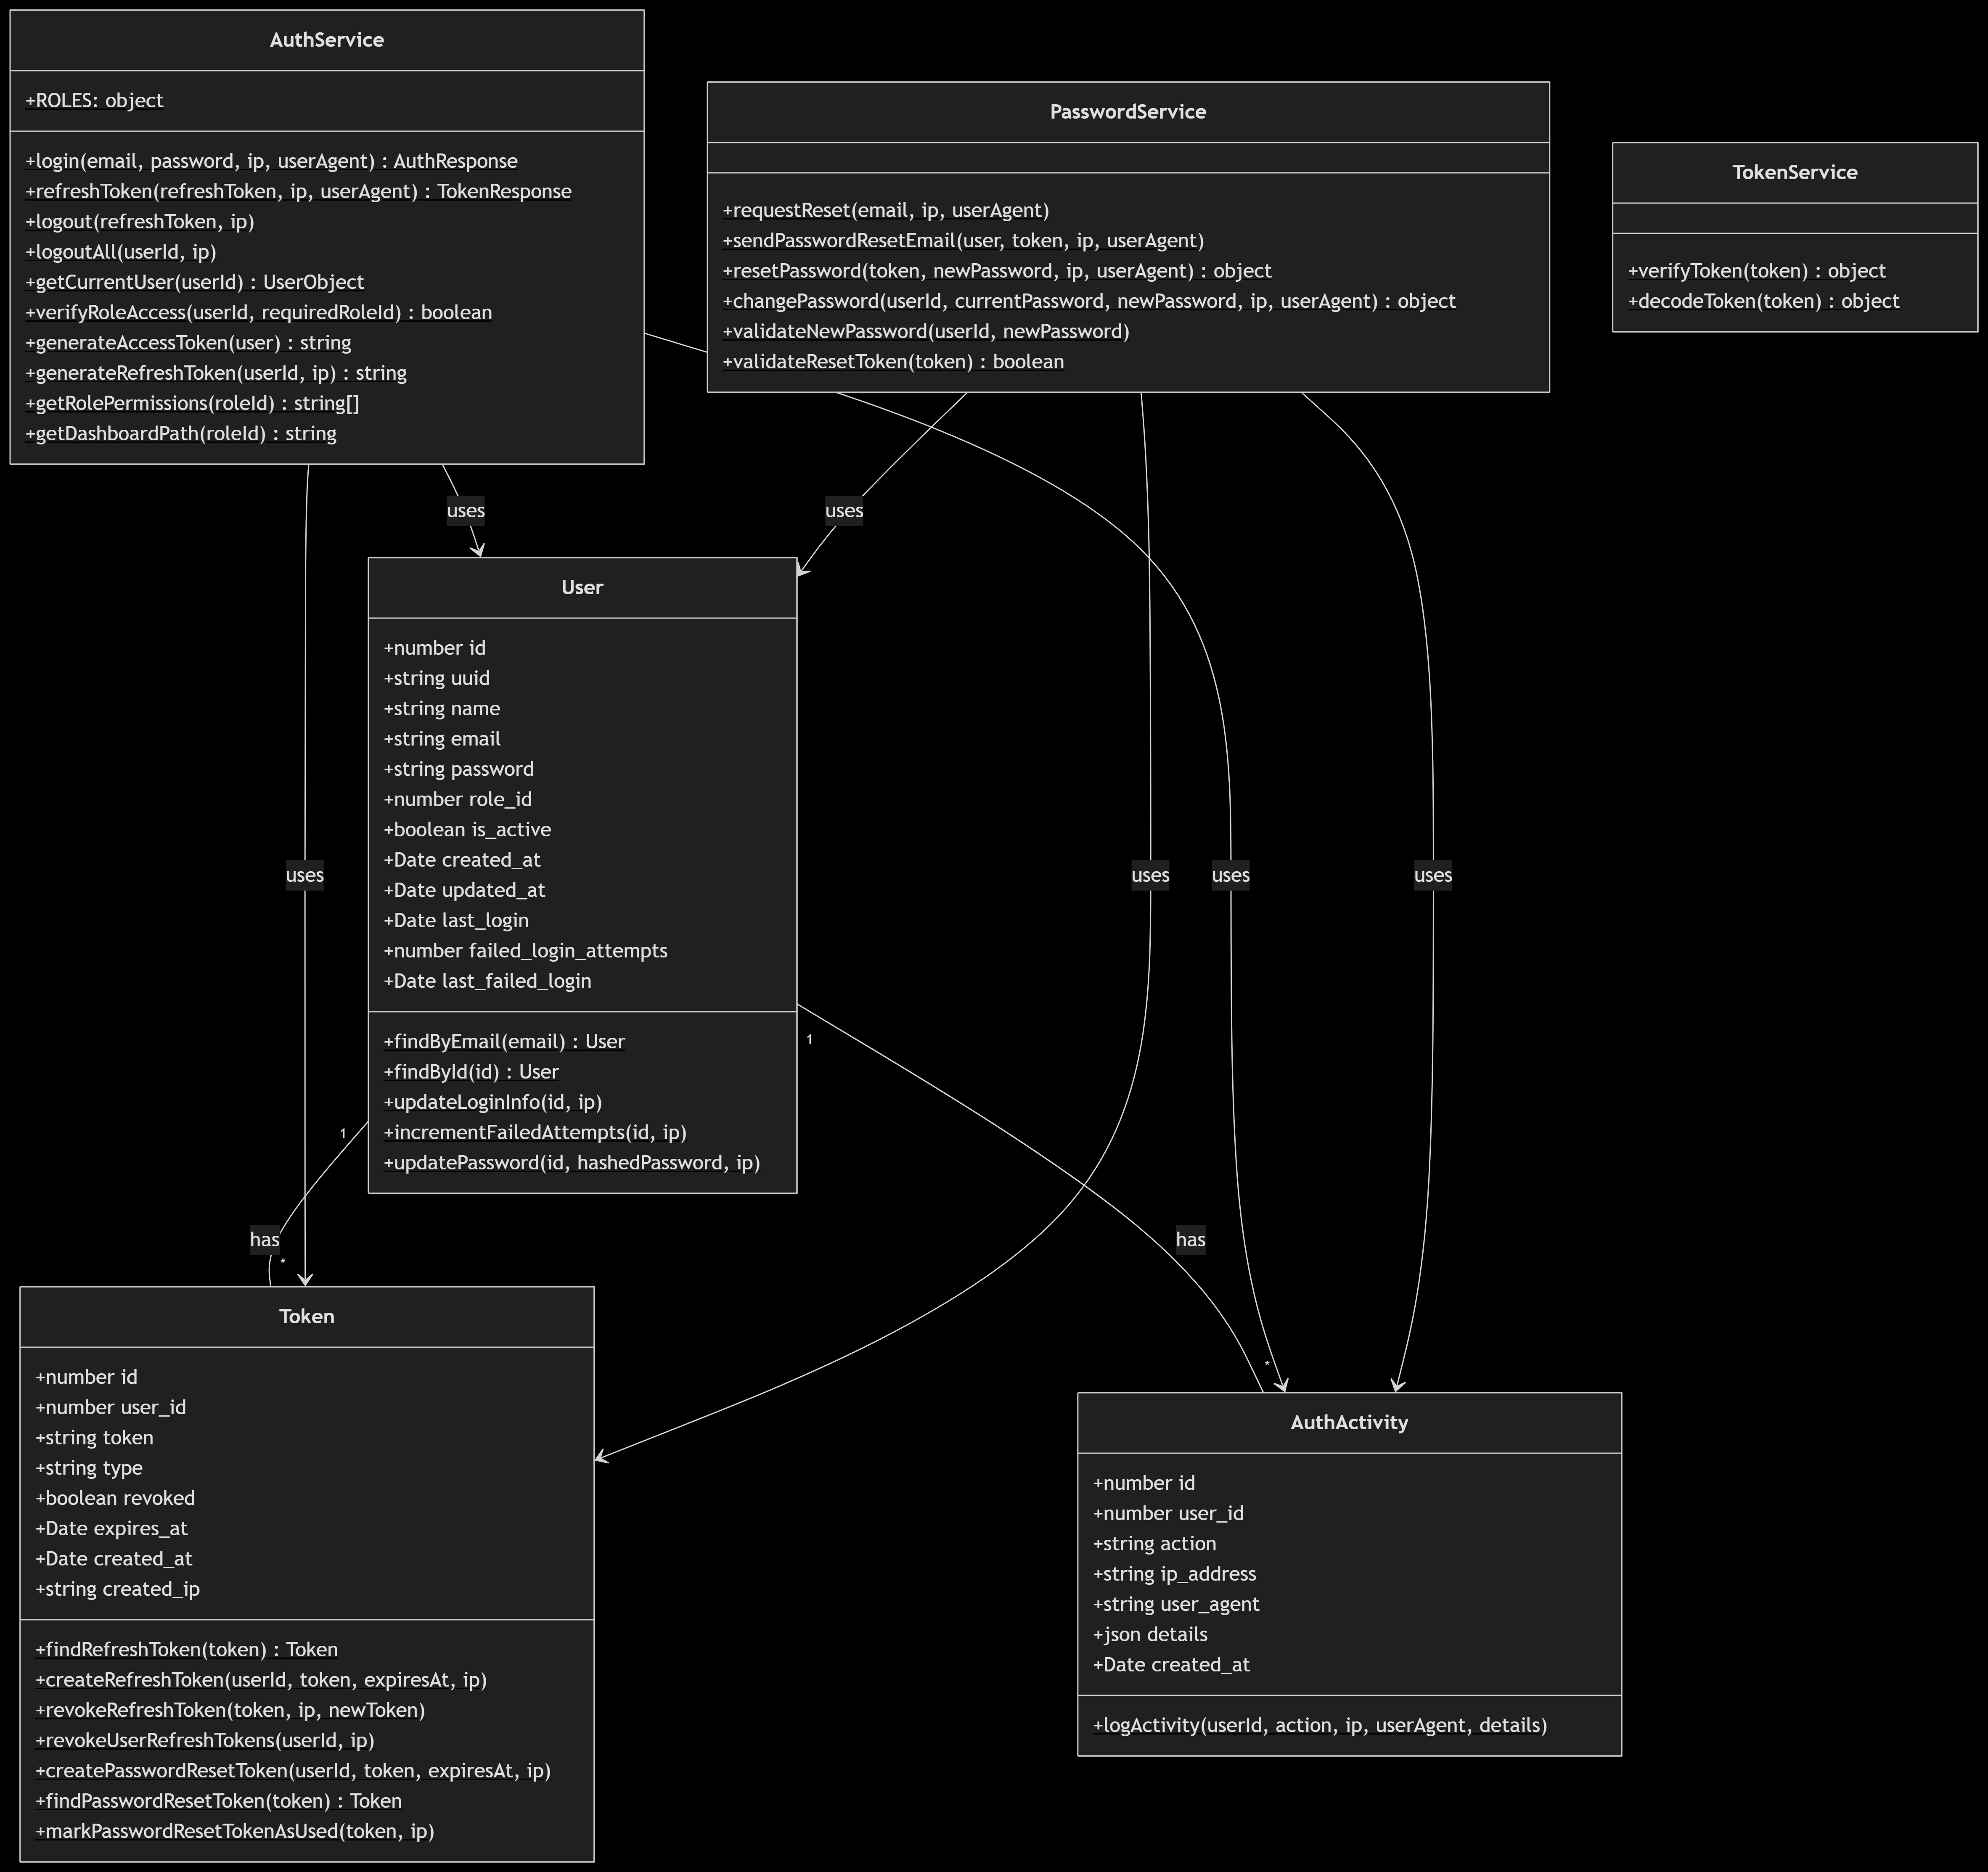 AuthService
+ROLES: object
+login(email, password, ip, userAgent) : AuthResponse
+refreshToken(refreshToken, ip, userAgent) : TokenResponse
+logout(refreshToken, ip)
+logoutAll(userId, ip)
+getCurrentUser(userId) : UserObject
+verifyRoleAccess(userId, requiredRoleId) : boolean
+generateAccessToken(user) : string
+generateRefreshToken(userId, ip) : string
+getRolePermissions(roleId) : string[]
+getDashboardPath(roleId) : string
PasswordService
+requestReset(email, ip, userAgent)
+sendPasswordResetEmail(user, token, ip, userAgent)
+resetPassword(token, newPassword, ip, userAgent) : object
+changePassword(userId, currentPassword, newPassword, ip, userAgent) : object
+validateNewPassword(userId, newPassword)
+validateResetToken(token) : boolean
TokenService
+verifyToken(token) : object
+decodeToken(token) : object
uses
uses
User
+number id
+string uuid
+string name
+string email
+string password
+number role_id
+boolean is_active
+Date created_at
+Date updated_at
+Date last_login
+number failed_login_attempts
+Date last_failed_login
+findByEmail(email) : User
+findById(id) : User
+updateLoginInfo(id, ip)
+incrementFailedAttempts(id, ip)
+updatePassword(id, hashedPassword, ip)
uses
uses
uses
uses
1
1
has
*
has
*
Token
+number id
+number user_id
+string token
+string type
+boolean revoked
+Date expires_at
+Date created_at
+string created_ip
+findRefreshToken(token) : Token
+createRefreshToken(userId, token, expiresAt, ip)
+revokeRefreshToken(token, ip, newToken)
+revokeUserRefreshTokens(userId, ip)
+createPasswordResetToken(userId, token, expiresAt, ip)
+findPasswordResetToken(token) : Token
+markPasswordResetTokenAsUsed(token, ip)
AuthActivity
+number id
+number user_id
+string action
+string ip_address
+string user_agent
+json details
+Date created_at
+logActivity(userId, action, ip, userAgent, details)